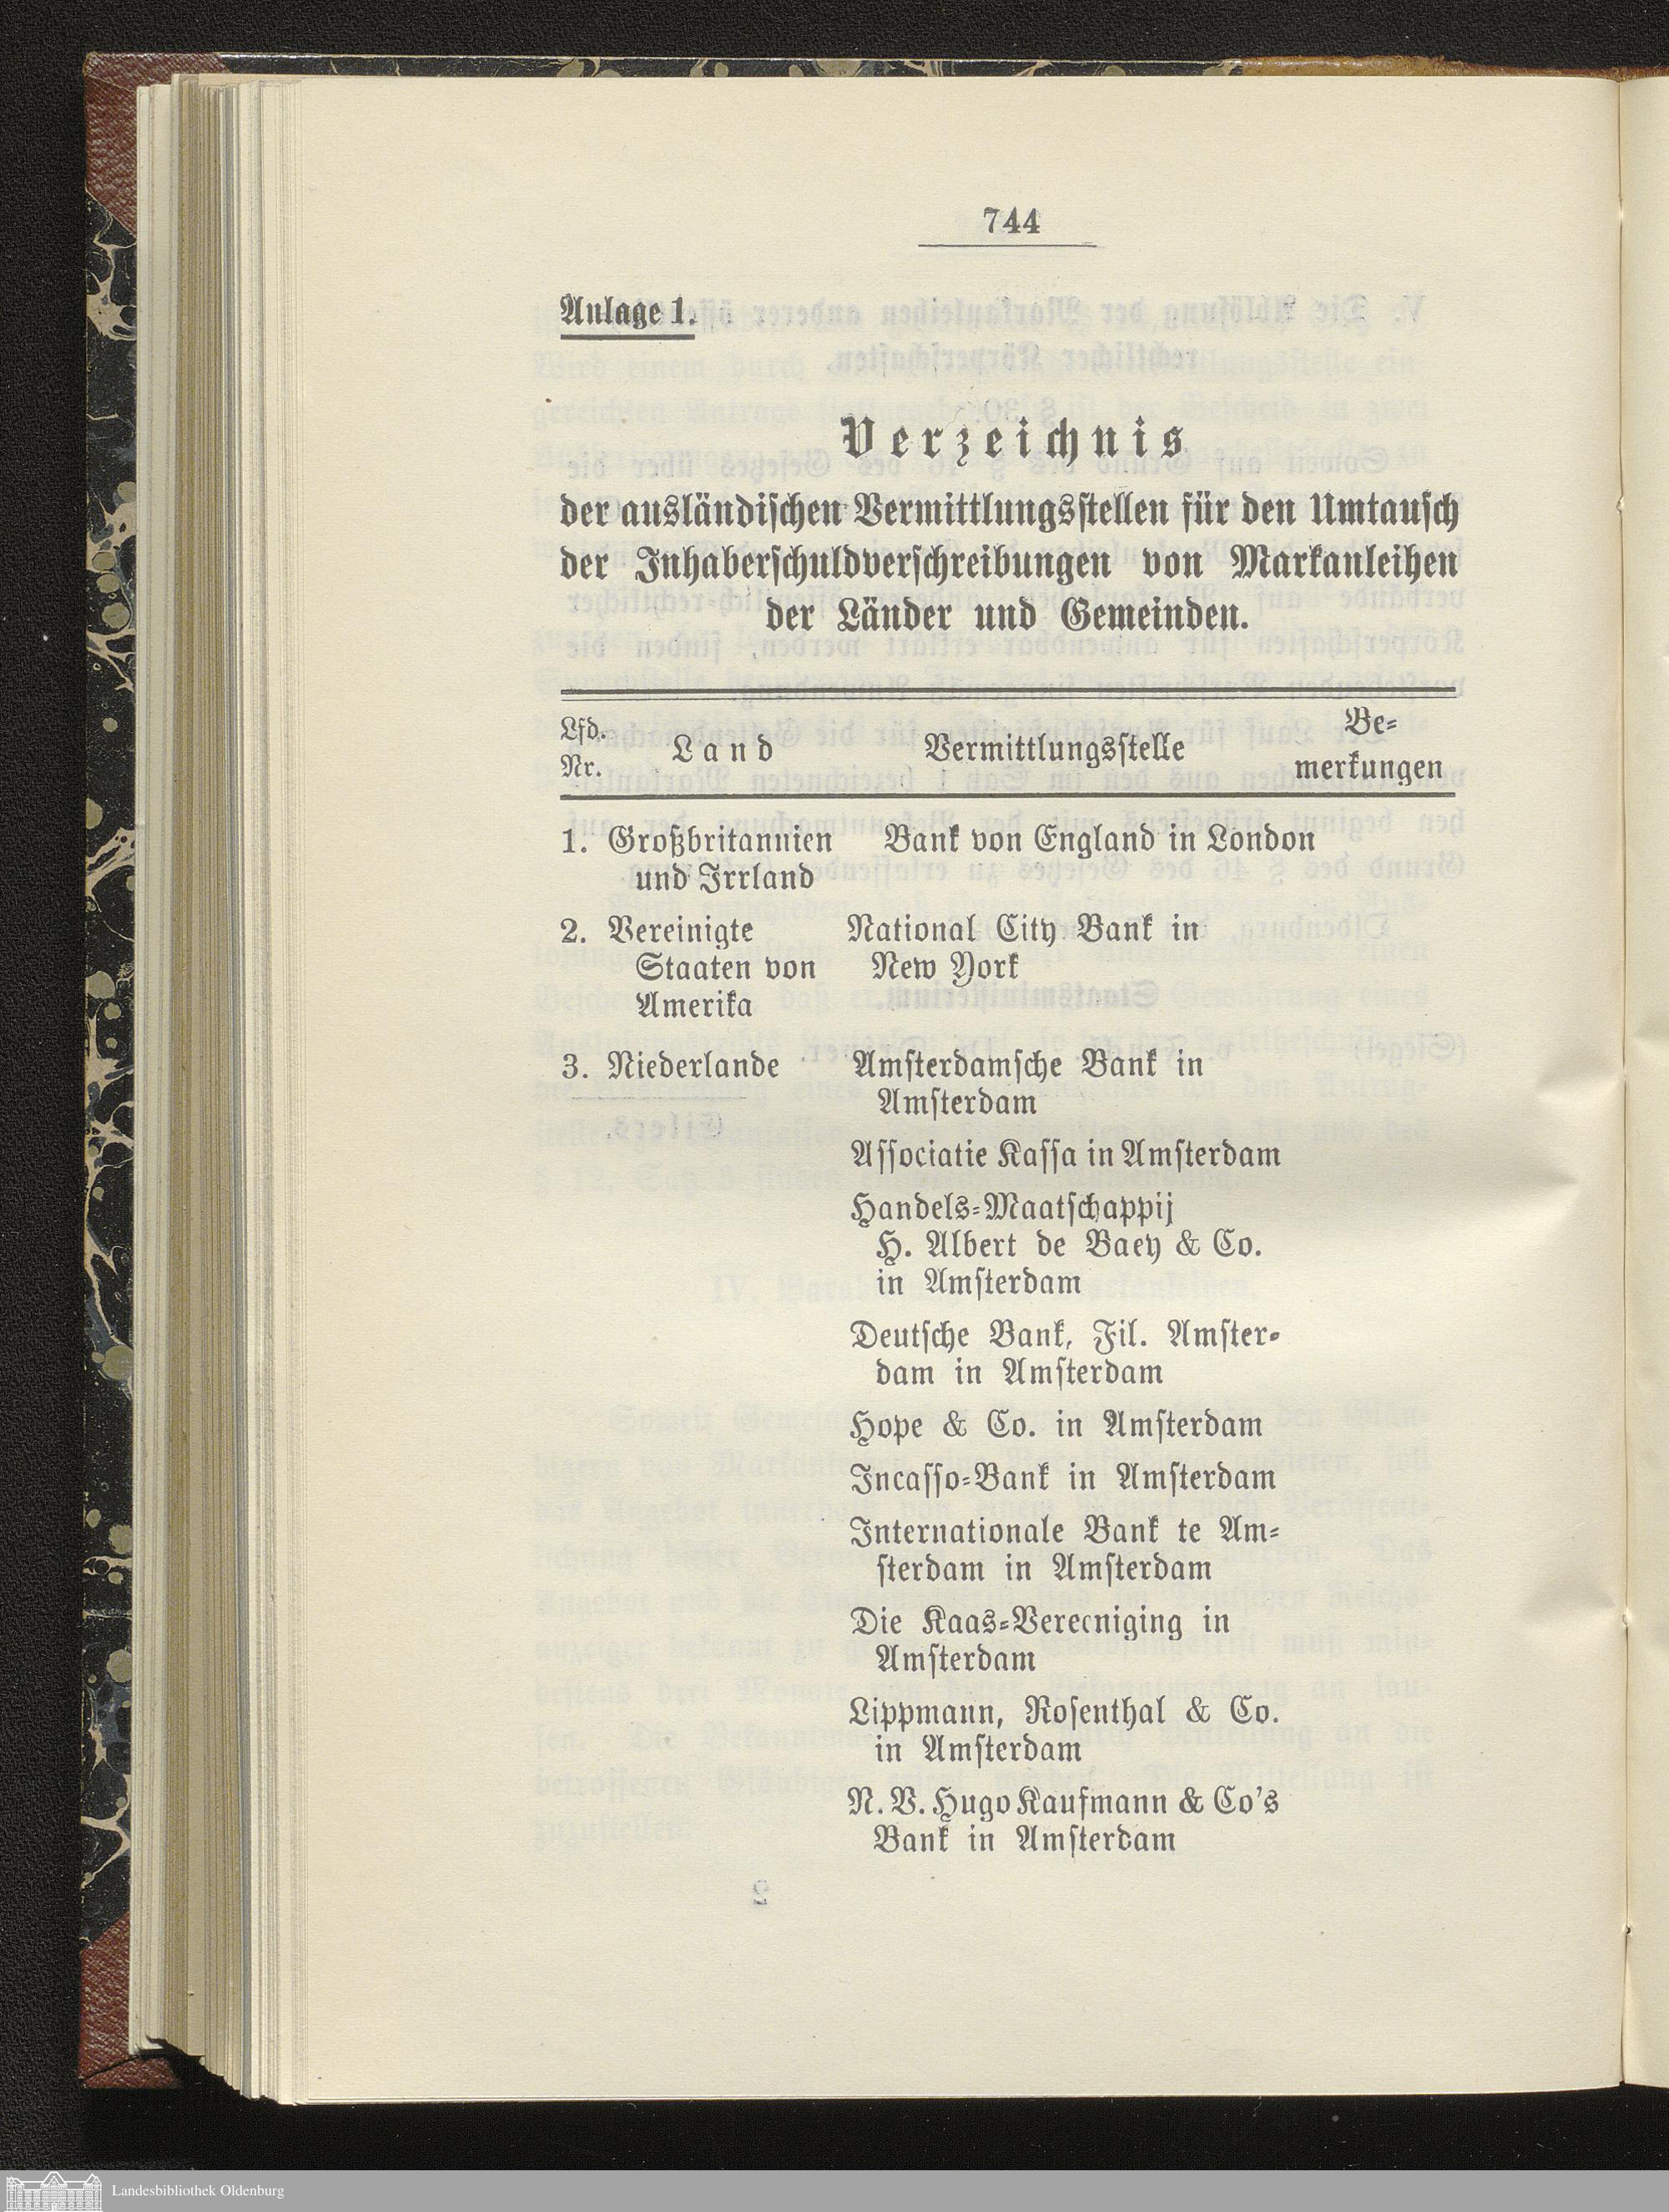 744
Anlage 1.
Verzeichnis
der ausländischen Vermittlungsstellen für den Umtausch
der Inhaberschuldverschreibungen von Markanleihen
der Länder und Gemeinden.
Lfd. Nr. Land Vermittlungsstelle Be-
merkungen
1. Großbritannien Bank von England in London
und Irrland
2. Vereinigte National City Bank in
Staaten von New York
Amerika
3. Niederlande Amsterdamsche Bank in
Amsterdam
Associatie Kassa in Amsterdam
Handels-Maatschappij
H. Albert de Baey & Co.
in Amsterdam
Deutsche Bank, Fil. Amster-
dam in Amsterdam
Hope & Co. in Amsterdam
Incasso-Bank in Amsterdam
Internationale Bank te Am-
sterdam in Amsterdam
Die Kaas-Vereeniging in
Amsterdam
Lippmann, Rosenthal & Co.
in Amsterdam
N. V. Hugo Kaufmann & Co's
Bank in Amsterdam
Landesbibliothek Oldenburg